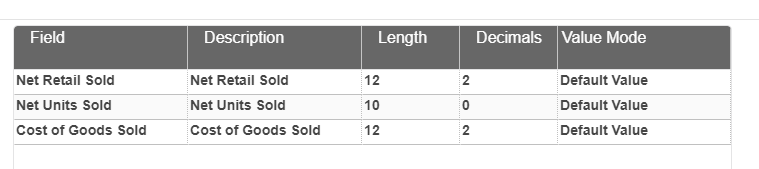 Field Description Length Decimals Value Mode
Net Retail Sold Net Retail Sold 12 2 Default Value
Net Units Sold Net Units Sold 10 0 Default Value
Cost of Goods Sold Cost of Goods Sold 12 2 Default Value